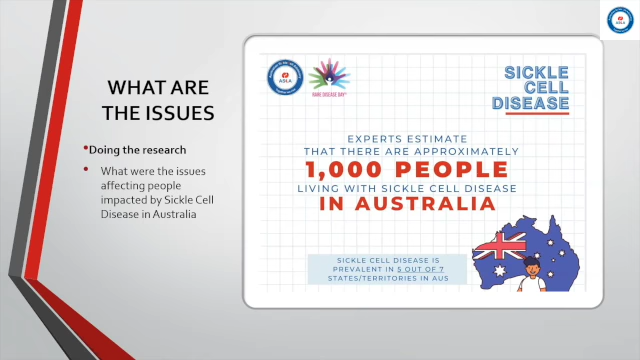 WHAT ARE
THE ISSUES
•Doing the research
• What were the issues
affecting people
impacted by Sickle Cell
Disease in Australia
ASLA
RARE DISEASE DAY
SICKLE
CELL
DISEASE
EXPERTS ESTIMATE
THAT THERE ARE APPROXIMATELY
1,000 PEOPLE
LIVING WITH SICKLE CELL DISEASE
IN AUSTRALIA
SICKLE CELL DISEASE IS
PREVALENT IN 5 OUT OF 7
STATES/TERRITORIES IN AUS